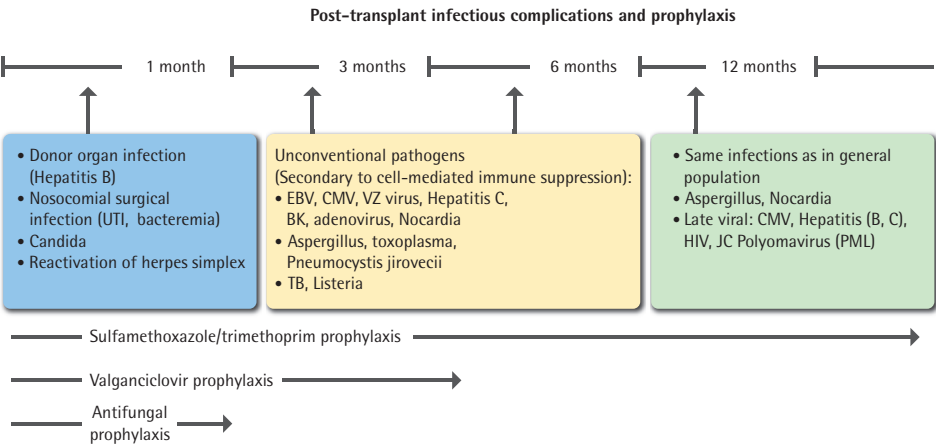 Post-transplant infectious complications and prophylaxis
1 month
3 months
6 months
12 months
• Donor organ infection
(Hepatitis B)
• Nosocomial surgical
infection (UTI, bacteremia)
• Candida
• Reactivation of herpes simplex
Unconventional pathogens
(Secondary to cell-mediated immune suppression):
• EBV, CMV, VZ virus, Hepatitis C,
BK, adenovirus, Nocardia
• Aspergillus, toxoplasma,
Pneumocystis jirovecii
• TB, Listeria
• Same infections as in general
population
• Aspergillus, Nocardia
• Late viral: CMV, Hepatitis (B, C),
HIV, JC Polyomavirus (PML)
Sulfamethoxazole/trimethoprim prophylaxis
Valganciclovir prophylaxis
Antifungal
prophylaxis